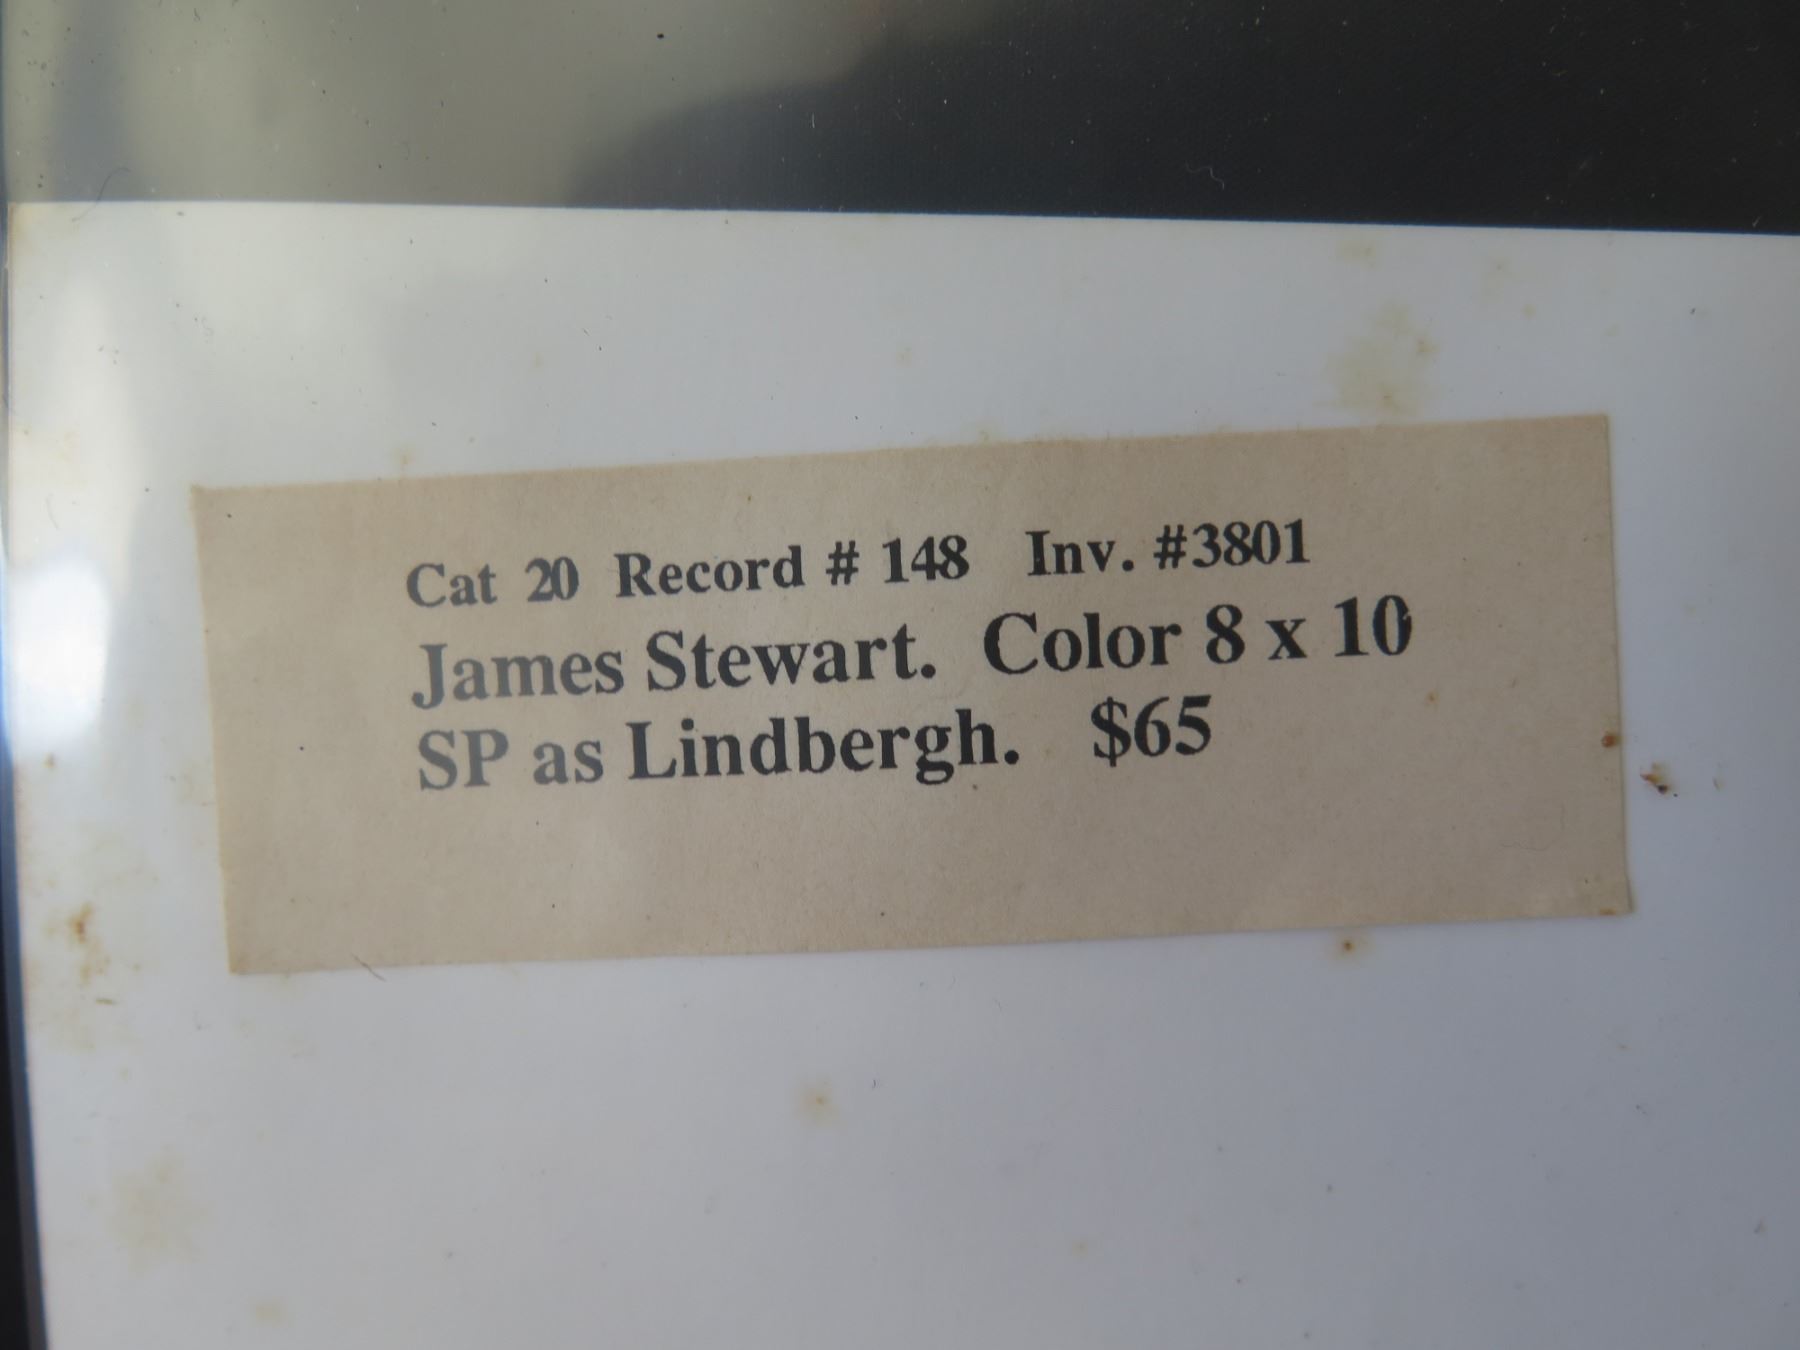 Cat 20 Record # 148 Inv. #3801
James Stewart. Color 8 x 10
SP as Lindbergh. $65